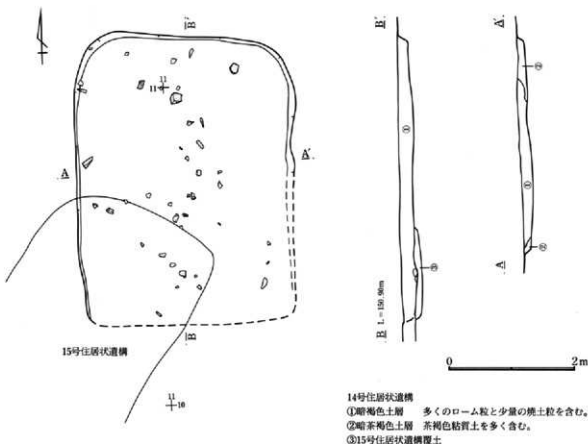 B′
B′
A′
11
11
②
A′
①
A
①
③
②
A
B L=150.90m
B
15号住居状遺構
0 2m
11
10
14号住居状遺構
①暗褐色土層 多くのローム粒と少量の焼土粒を含む。
②暗茶褐色土層 茶褐色粘質土を多く含む。
③15号住居状遺構覆土